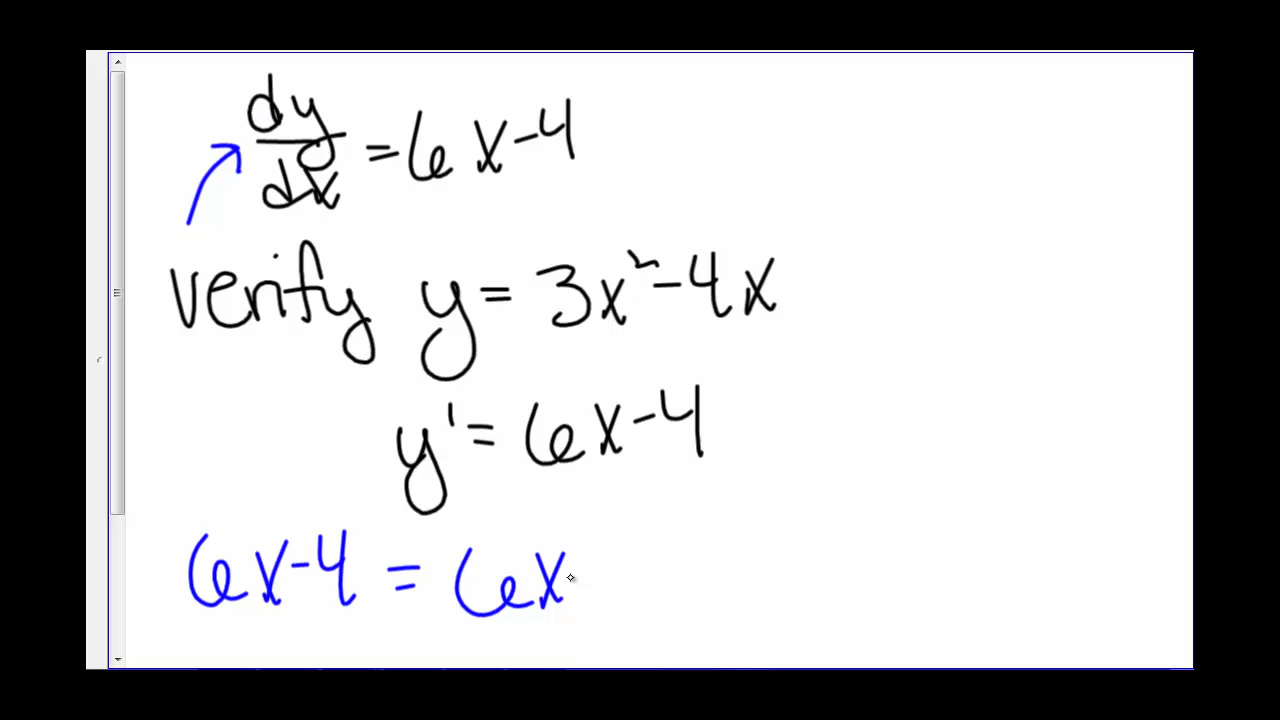 dy/dx = 6x-4
verify y = 3x²-4x
y' = 6x-4
6x-4 = 6x